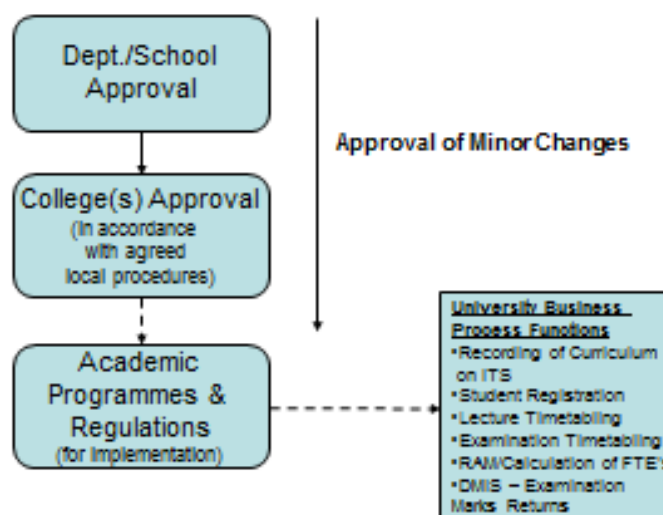 Dept./School
Approval
Approval of Minor Changes
College(s) Approval
(in accordance
with agreed
local procedures)
Academic
Programmes &
Regulations
(for implementation)
University Business
Process Functions
•Recording of Curriculum
on ITS
•Student Registration
•Lecture Timetabling
•Examination Timetabling
•RAM/Calculation of FTE's
•DMIS – Examination
Marks Returns